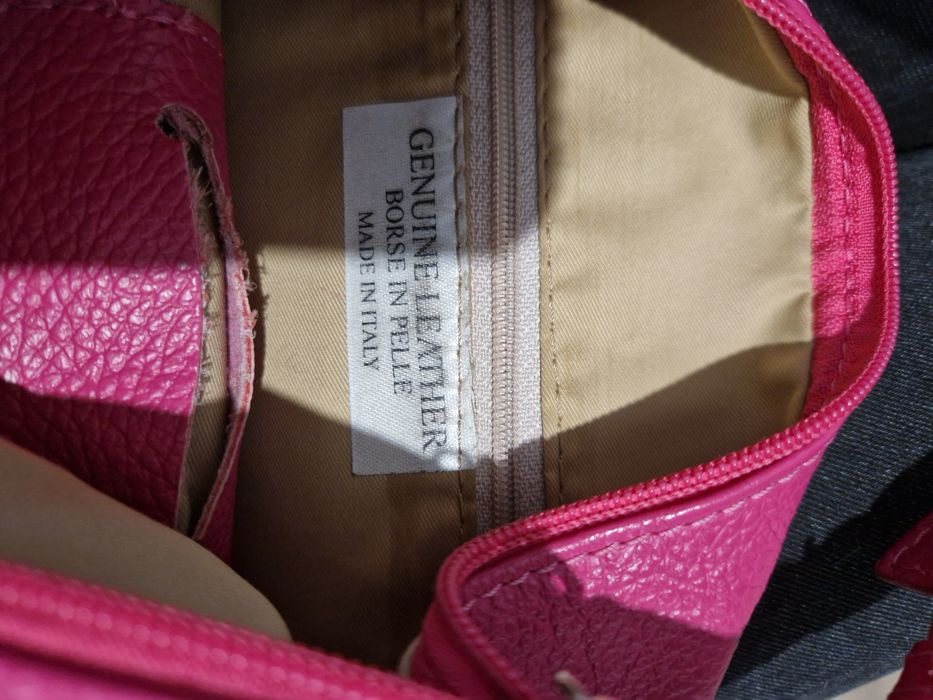 GENUINE LEATHER
BORSE IN PELLE
MADE IN ITALY